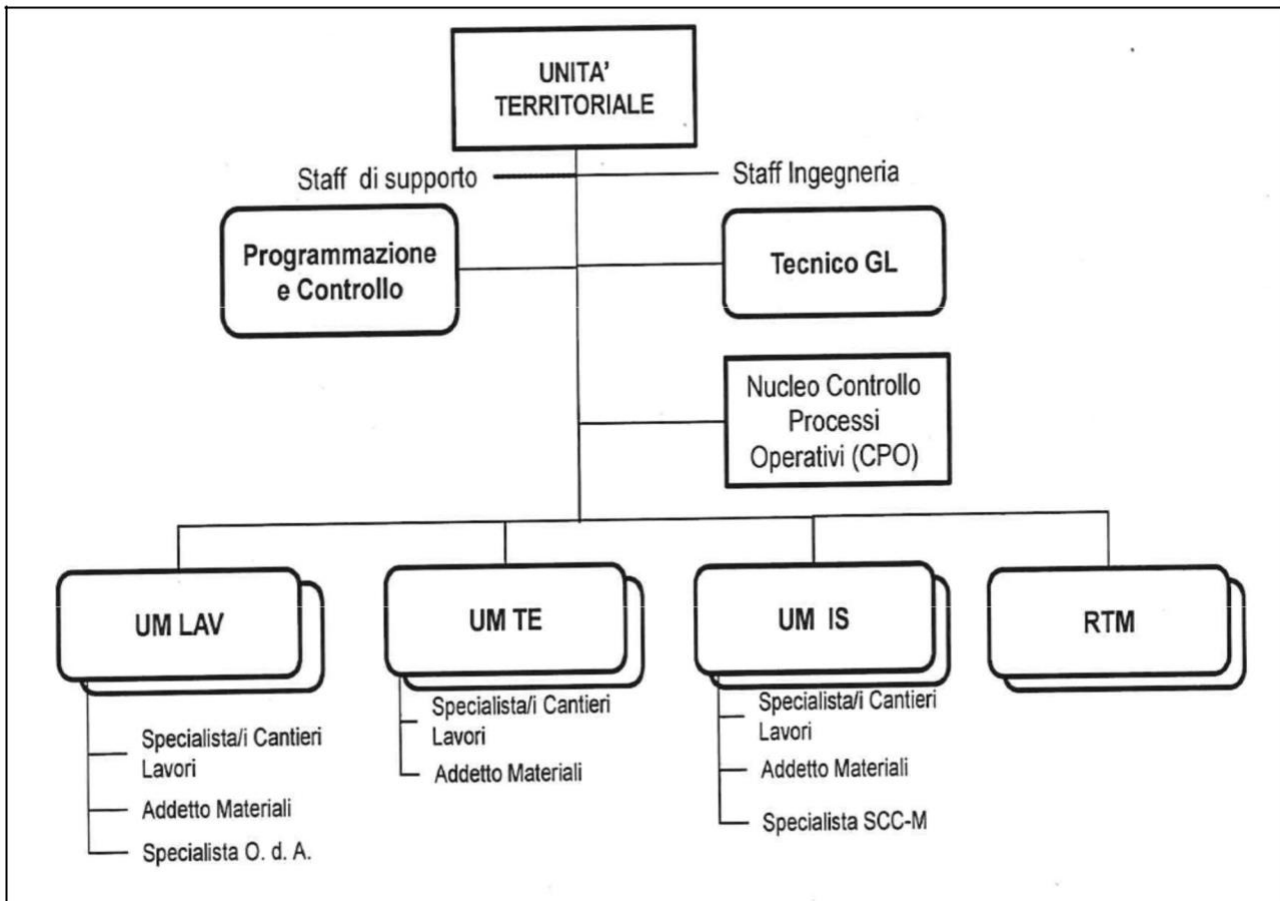 UNITA'
TERRITORIALE
Staff di supporto
Staff Ingegneria
Programmazione
e Controllo
Tecnico GL
Nucleo Controllo
Processi
Operativi (CPO)
UM LAV
UM TE
UM IS
RTM
Specialista/i Cantieri
Lavori
Addetto Materiali
Specialista O. d. A.
Specialista/i Cantieri
Lavori
Addetto Materiali
Specialista/i Cantieri
Lavori
Addetto Materiali
Specialista SCC-M